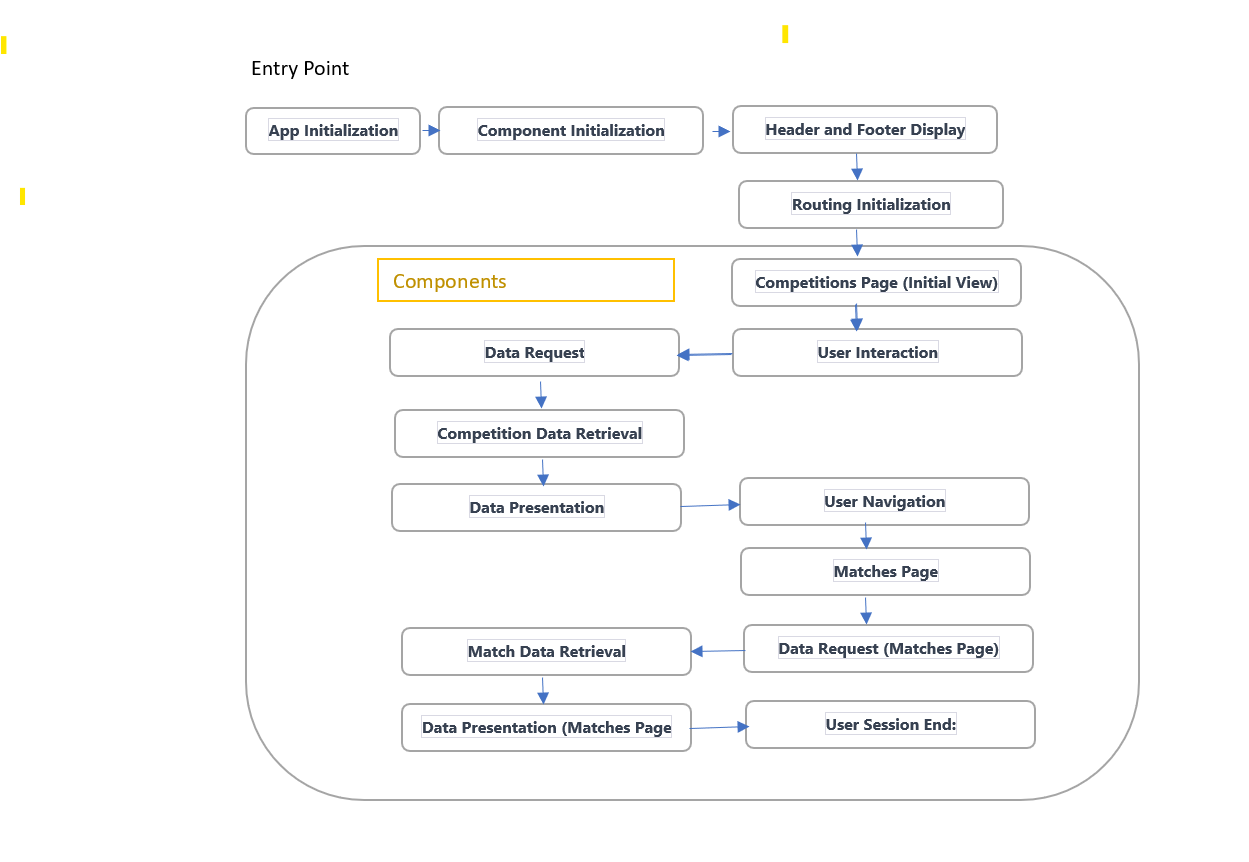 Entry Point
App Initialization
Component Initialization
Header and Footer Display
Routing Initialization
Components
Competitions Page (Initial View)
Data Request
User Interaction
Competition Data Retrieval
Data Presentation
User Navigation
Matches Page
Data Request (Matches Page)
Match Data Retrieval
Data Presentation (Matches Page
User Session End: